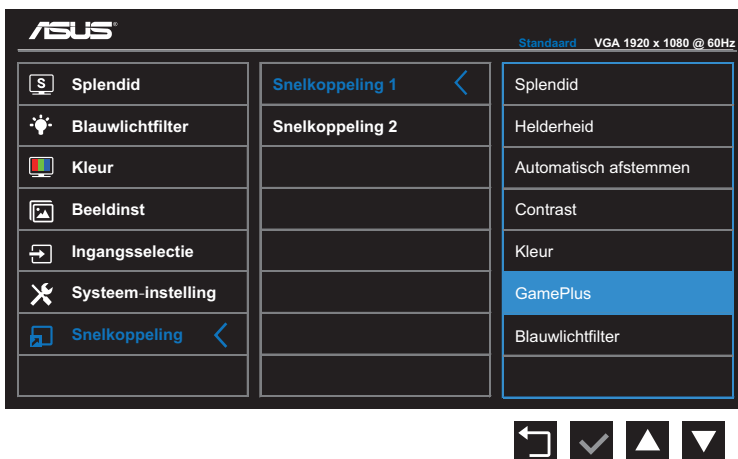 ASUS
Standaard VGA 1920 x 1080 @ 60Hz
S Splendid
Blauwlichtfilter
Kleur
Beeldinst
Ingangsselectie
Systeem-instelling
Snelkoppeling
Snelkoppeling 1
Snelkoppeling 2
Splendid
Helderheid
Automatisch afstemmen
Contrast
Kleur
GamePlus
Blauwlichtfilter